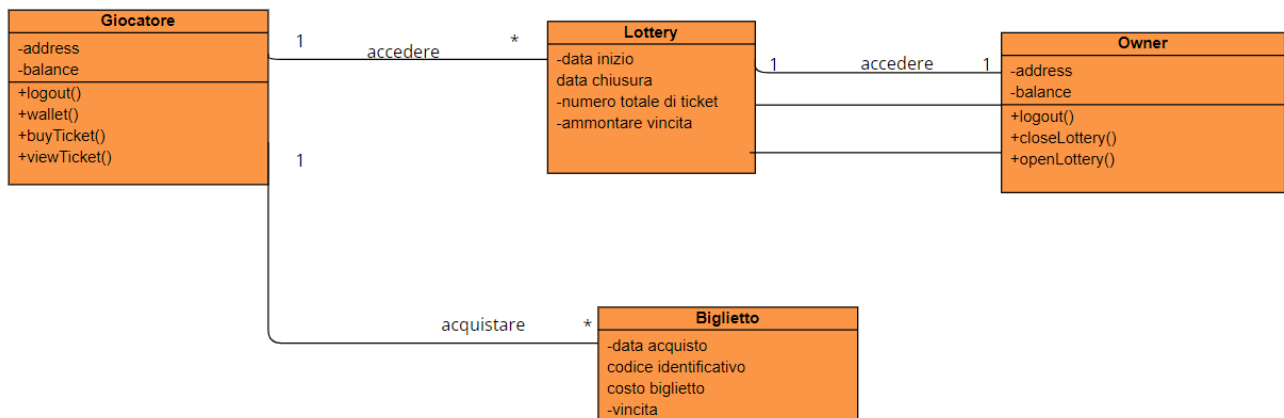 Giocatore
-address
-balance
+logout()
+wallet()
+buyTicket()
+viewTicket()
1
accedere
*
1
Lottery
-data inizio
data chiusura
-numero totale di ticket
-ammontare vincita
1
accedere
1
Owner
-address
-balance
+logout()
+closeLottery()
+openLottery()
acquistare
*
Biglietto
-data acquisto
codice identificativo
costo biglietto
-vincita